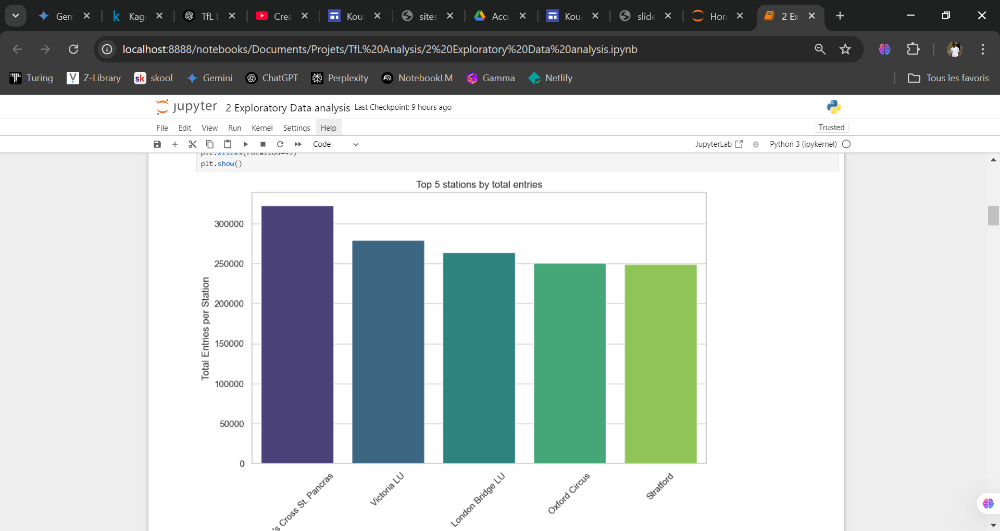 Gen
Kag
TfL D
Crea
Kou
sites
Accu
Kou
slide
Hon
2 Ex
localhost:8888/notebooks/Documents/Projets/TfL%20Analysis/2%20Exploratory%20Data%20analysis.ipynb
Turing
Z-Library
sk skool
Gemini
ChatGPT
Perplexity
NotebookLM
Gamma
Netlify
Tous les favoris
jupyter 2 Exploratory Data analysis Last Checkpoint: 9 hours ago
File Edit View Run Kernel Settings Help Trusted
Code JupyterLab Python 3 (ipykernel)
plt.xticks(rotation=45)
plt.show()
Top 5 stations by total entries
Total Entries per Station
300000
250000
200000
150000
100000
50000
0
's Cross St. Pancras
Victoria LU
London Bridge LU
Oxford Circus
Stratford